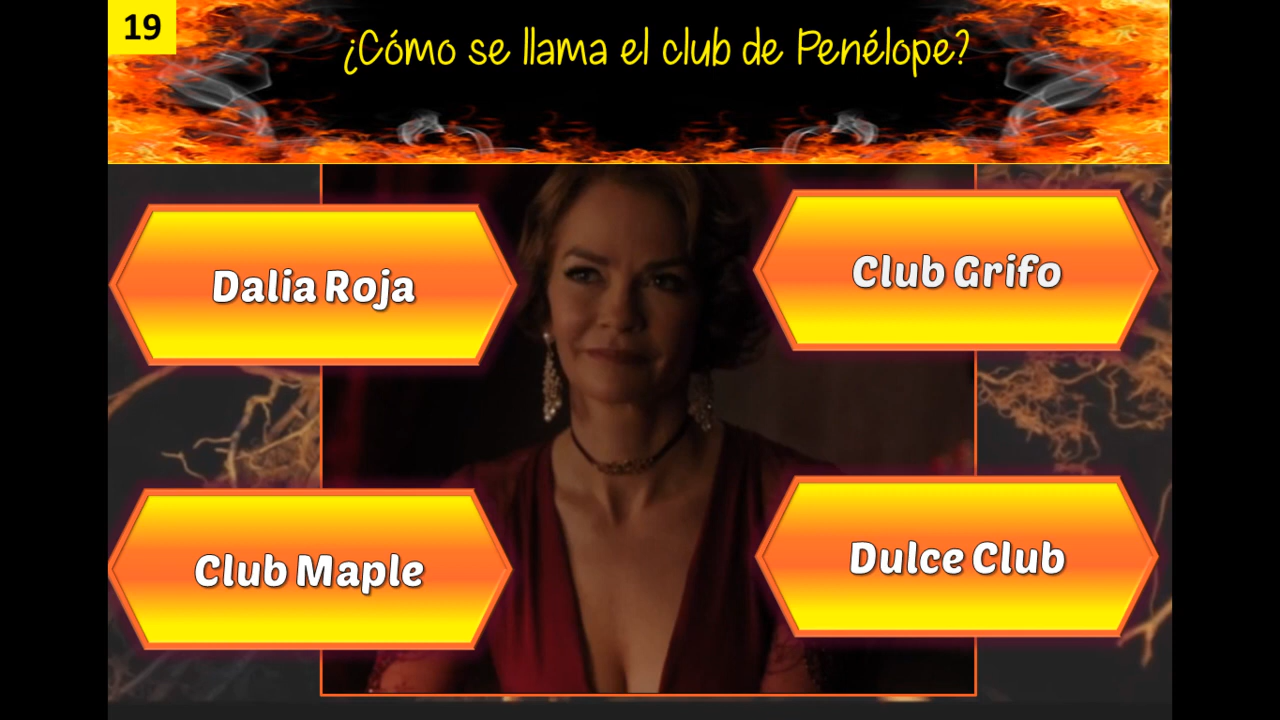 19
¿Cómo se llama el club de Penélope?
Dalia Roja
Club Grifo
Club Maple
Dulce Club